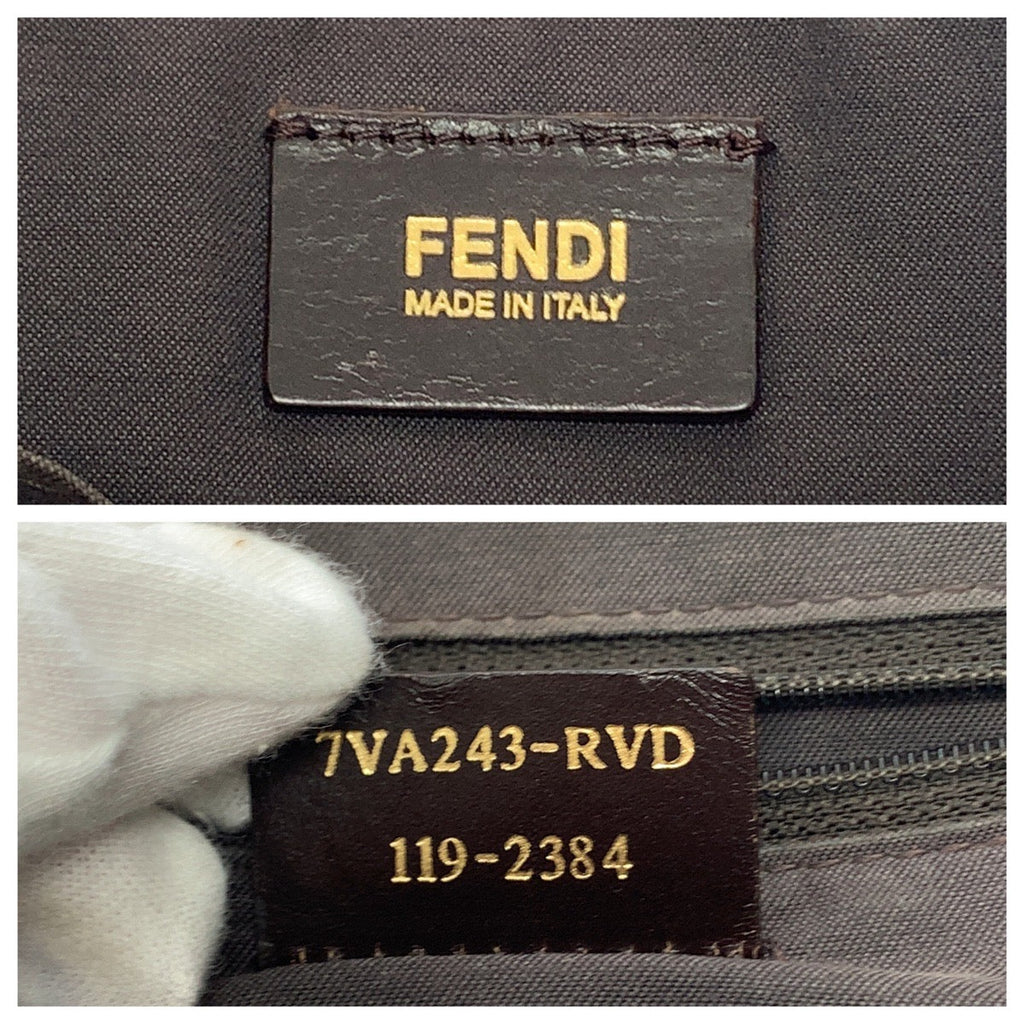 FENDI
MADE IN ITALY
7VA243-RVD
119-2384